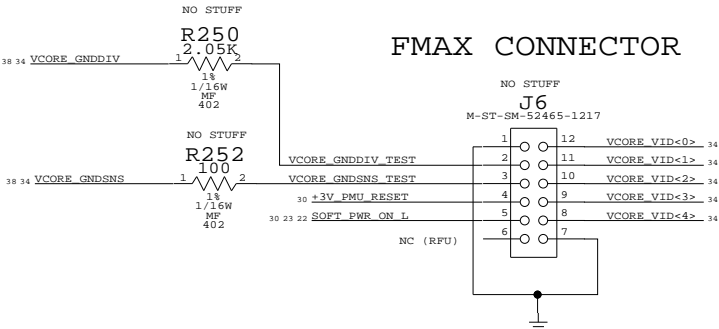 NO STUFF
R250
2.05K
38 34 VCORE_GNDDIV 1 2
1%
1/16W
MF
402
FMAX CONNECTOR
NO STUFF
J6
M-ST-SM-52465-1217
NO STUFF
R252
100
38 34 VCORE_GNDSNS 1 2
1%
1/16W
MF
402
1 12 VCORE_VID<0> 34
VCORE_GNDDIV_TEST 2 11 VCORE_VID<1> 34
VCORE_GNDSNS_TEST 3 10 VCORE_VID<2> 34
30 +3V_PMU_RESET 4 9 VCORE_VID<3> 34
30 23 22 SOFT_PWR_ON_L 5 8 VCORE_VID<4> 34
NC (RFU) 6 7